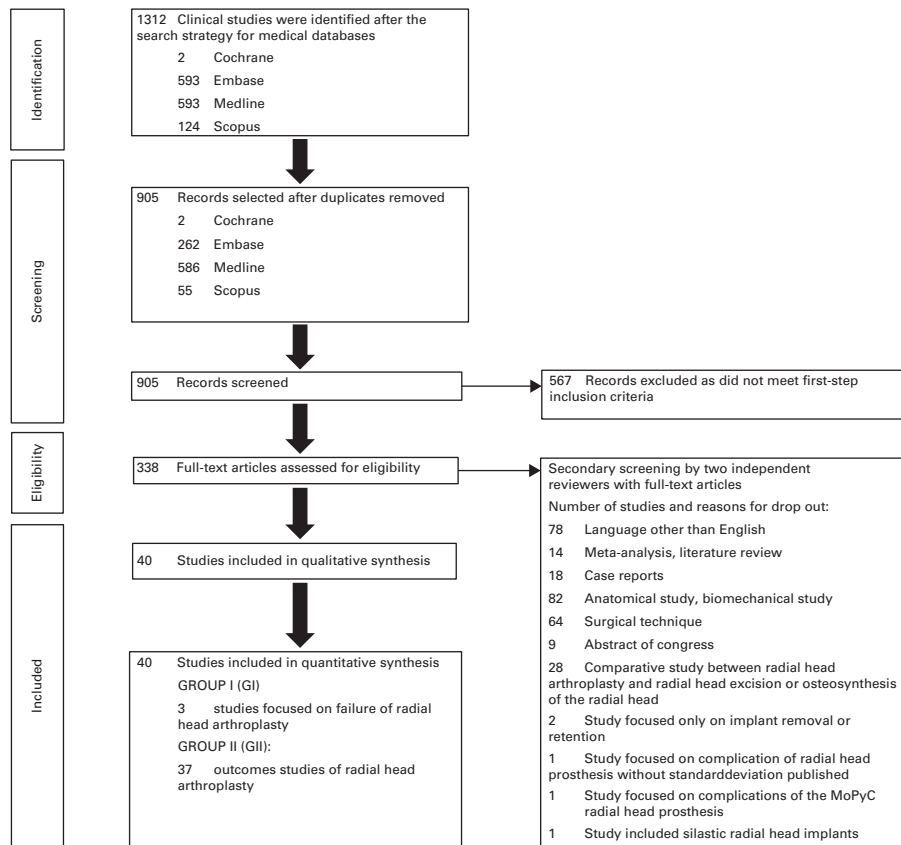 Identification
1312 Clinical studies were identified after the
search strategy for medical databases
2 Cochrane
593 Embase
593 Medline
124 Scopus
Screening
905 Records selected after duplicates removed
2 Cochrane
262 Embase
586 Medline
55 Scopus
905 Records screened
567 Records excluded as did not meet first-step
inclusion criteria
Eligibility
338 Full-text articles assessed for eligibility
Secondary screening by two independent
reviewers with full-text articles
Number of studies and reasons for drop out:
78 Language other than English
14 Meta-analysis, literature review
18 Case reports
82 Anatomical study, biomechanical study
64 Surgical technique
9 Abstract of congress
28 Comparative study between radial head
arthroplasty and radial head excision or osteosynthesis
of the radial head
2 Study focused only on implant removal or
retention
1 Study focused on complication of radial head
prosthesis without standarddeviation published
1 Study focused on complications of the MoPyC
radial head prosthesis
1 Study included silastic radial head implants
Included
40 Studies included in qualitative synthesis
40 Studies included in quantitative synthesis
GROUP I (GI)
3 studies focused on failure of radial
head arthroplasty
GROUP II (GII):
37 outcomes studies of radial head
arthroplasty